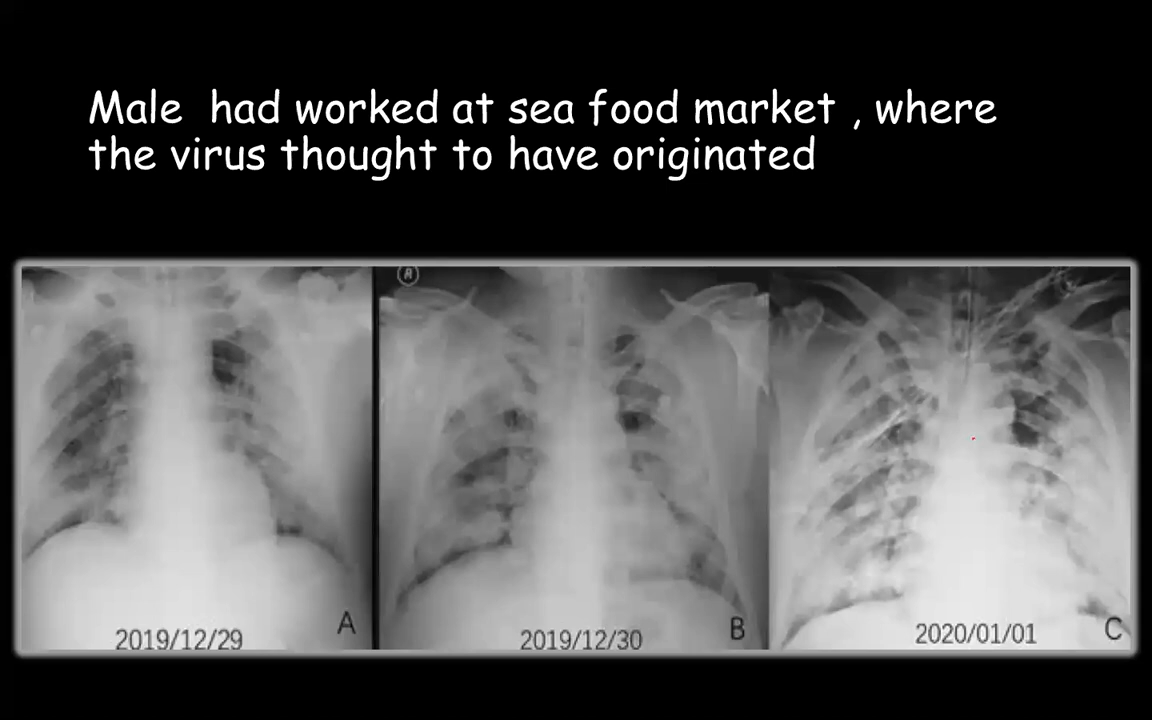 Male had worked at sea food market , where
the virus thought to have originated
R
2019/12/29
A
2019/12/30
B
2020/01/01
C